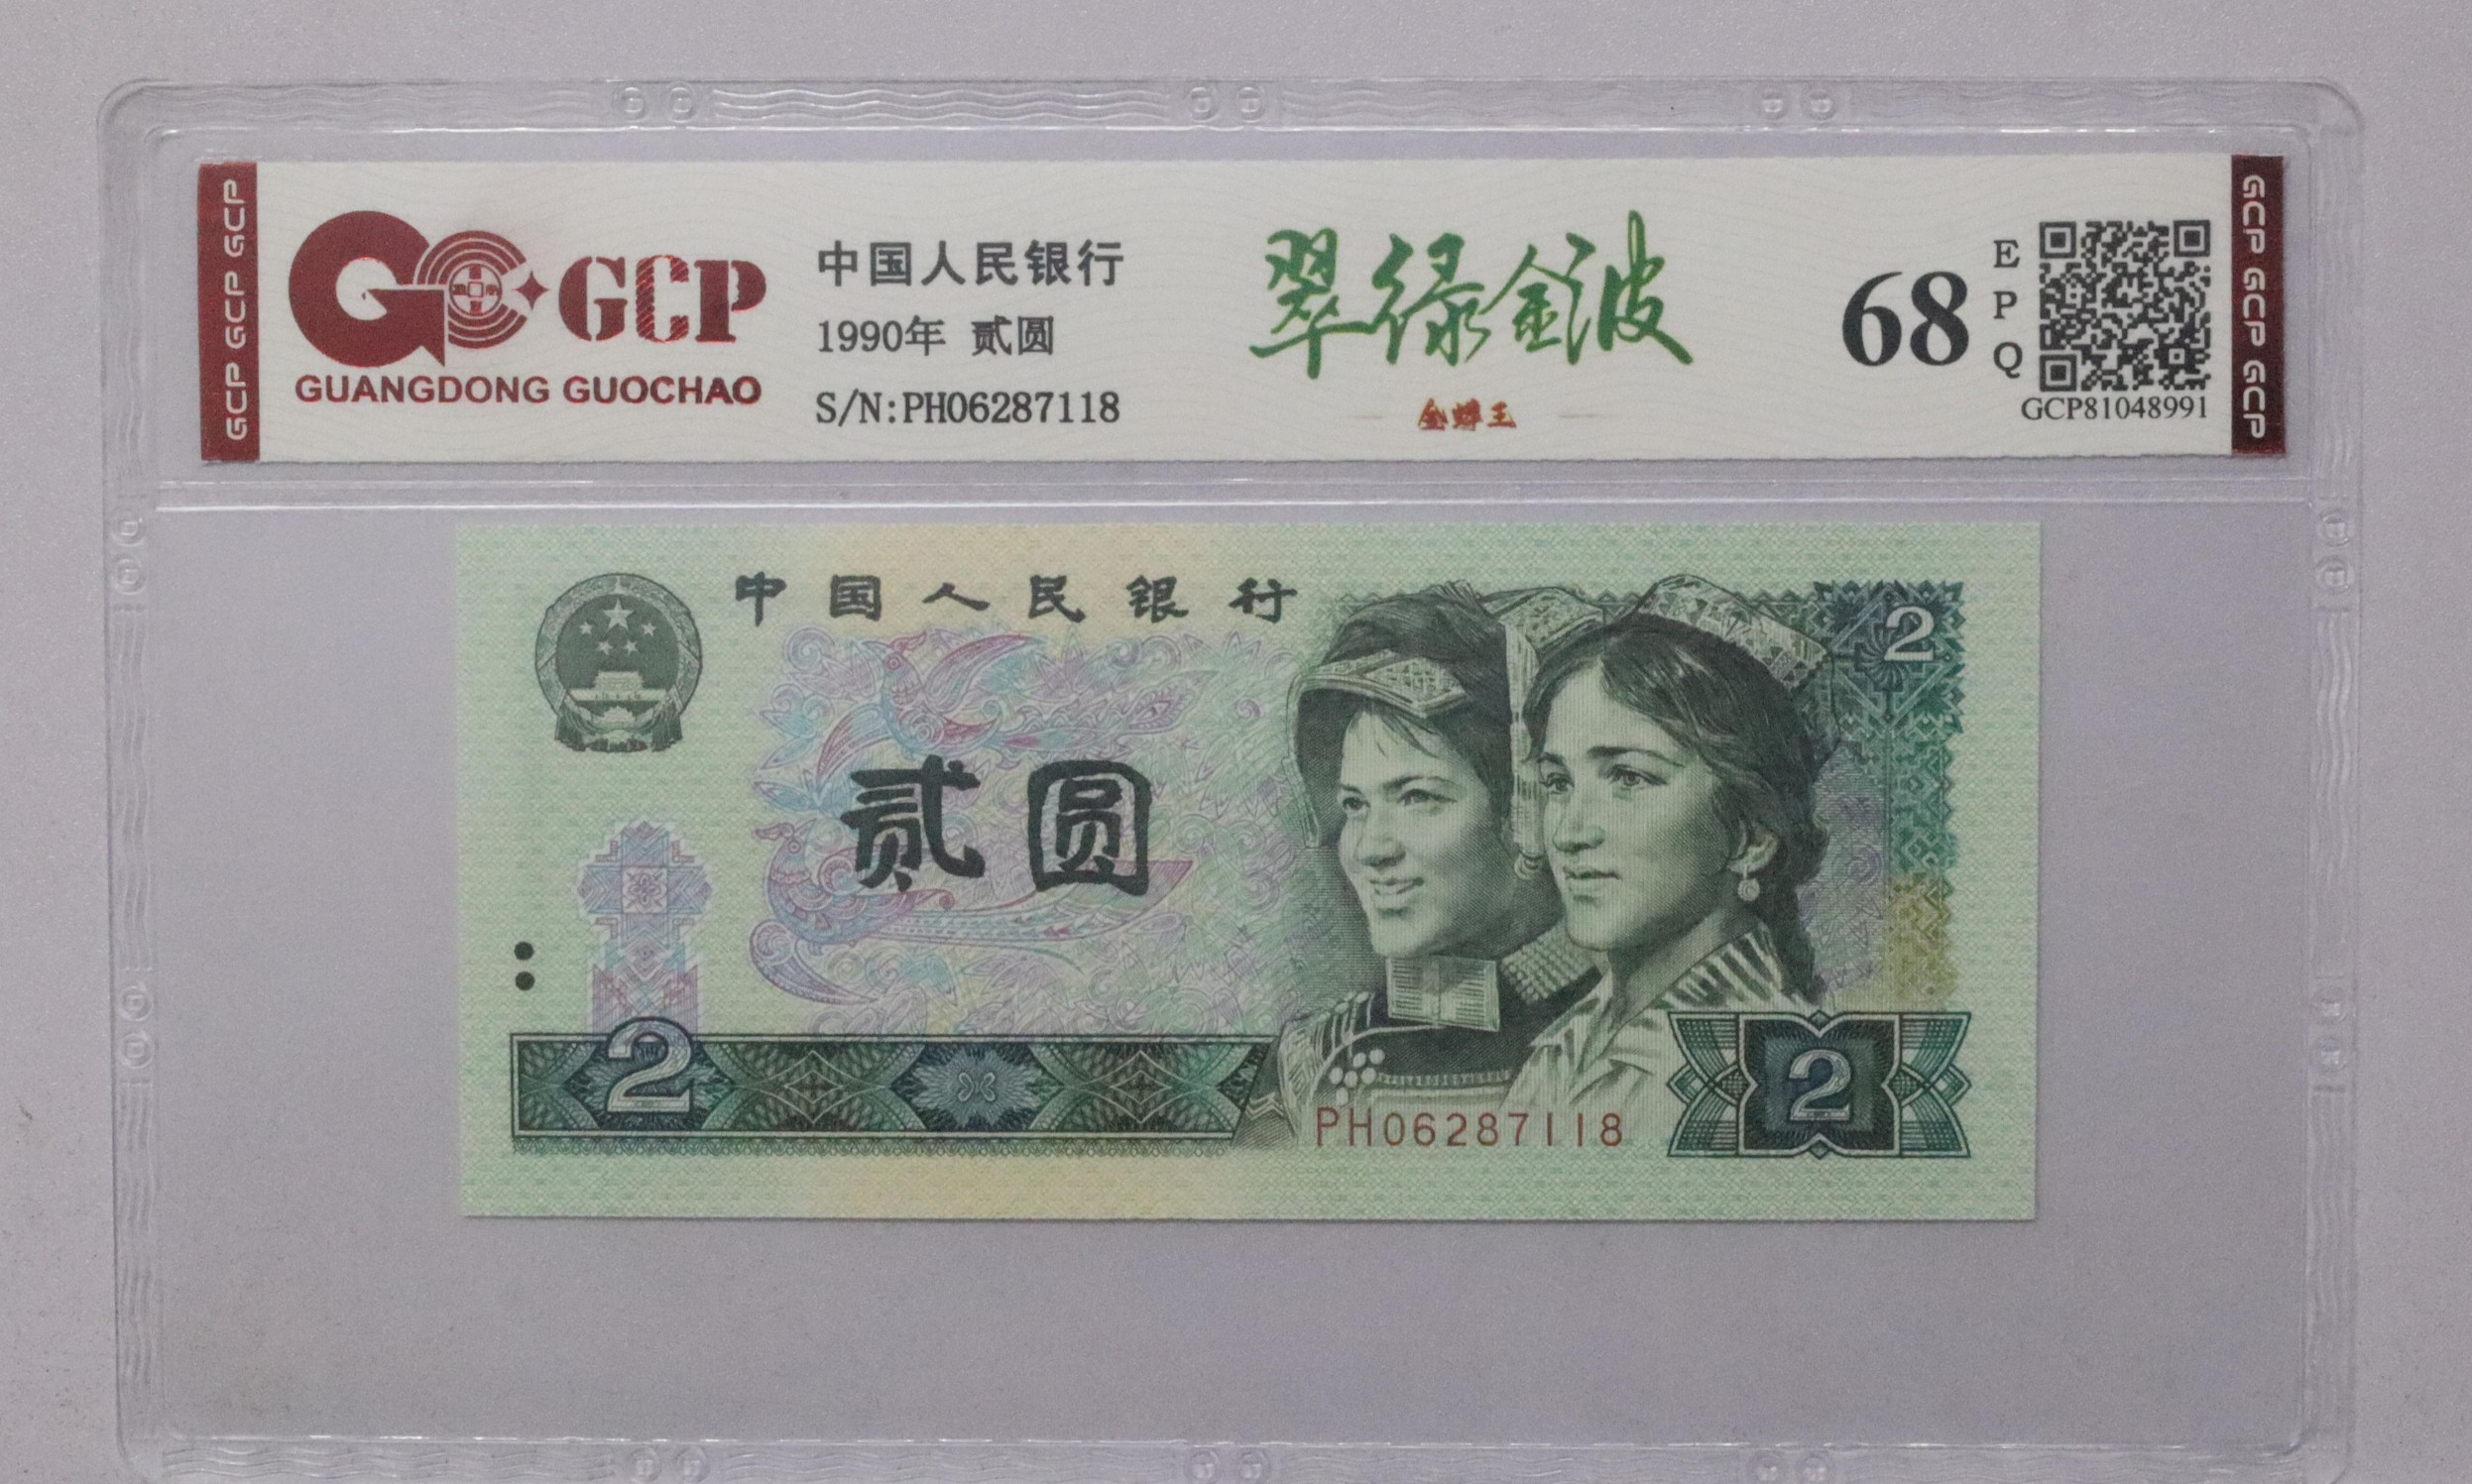 GCP GCP GCP
GCP
GUANGDONG GUOCHAO
中国人民银行
1990年 贰圆
S/N:PH06287118
翠绿金波
68
EPQ
GCP81048991
GCP GCP GCP
中国人民银行
2
贰圆
2
PH06287118
2